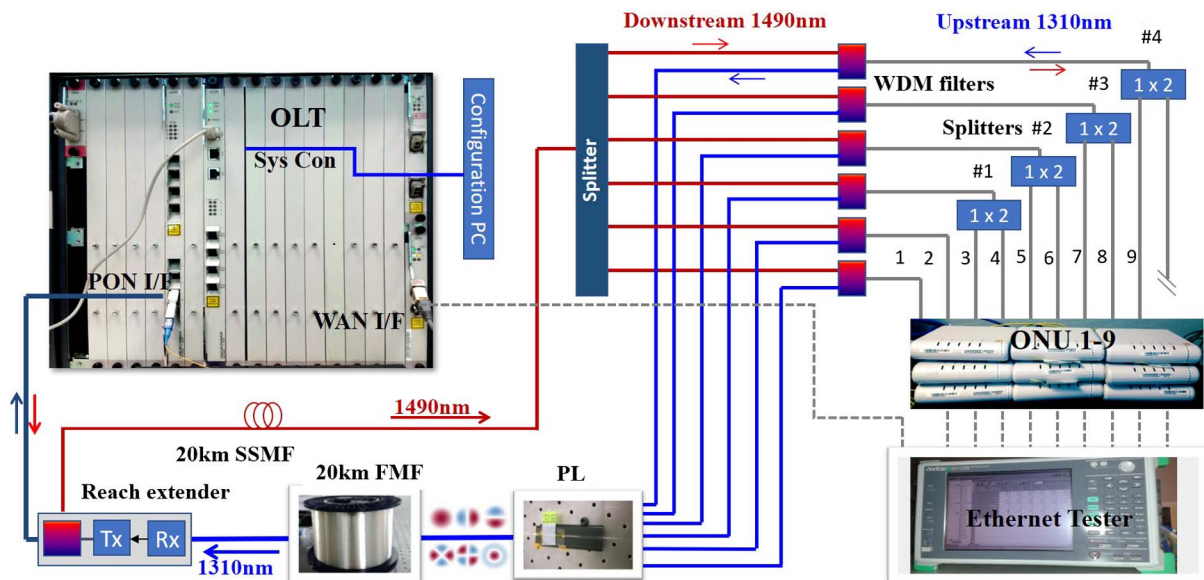 Downstream 1490nm
Upstream 1310nm
#4
1 x 2
#3
1 x 2
WDM filters
Splitters #2
1 x 2
#1
1 x 2
OLT
Sys Con
Configuration PC
Splitter
PON I/F
WAN I/F
1 2 3 4 5 6 7 8 9
ONU 1-9
1490nm
20km SSMF
20km FMF
PL
Reach extender
Tx
Rx
1310nm
Ethernet Tester